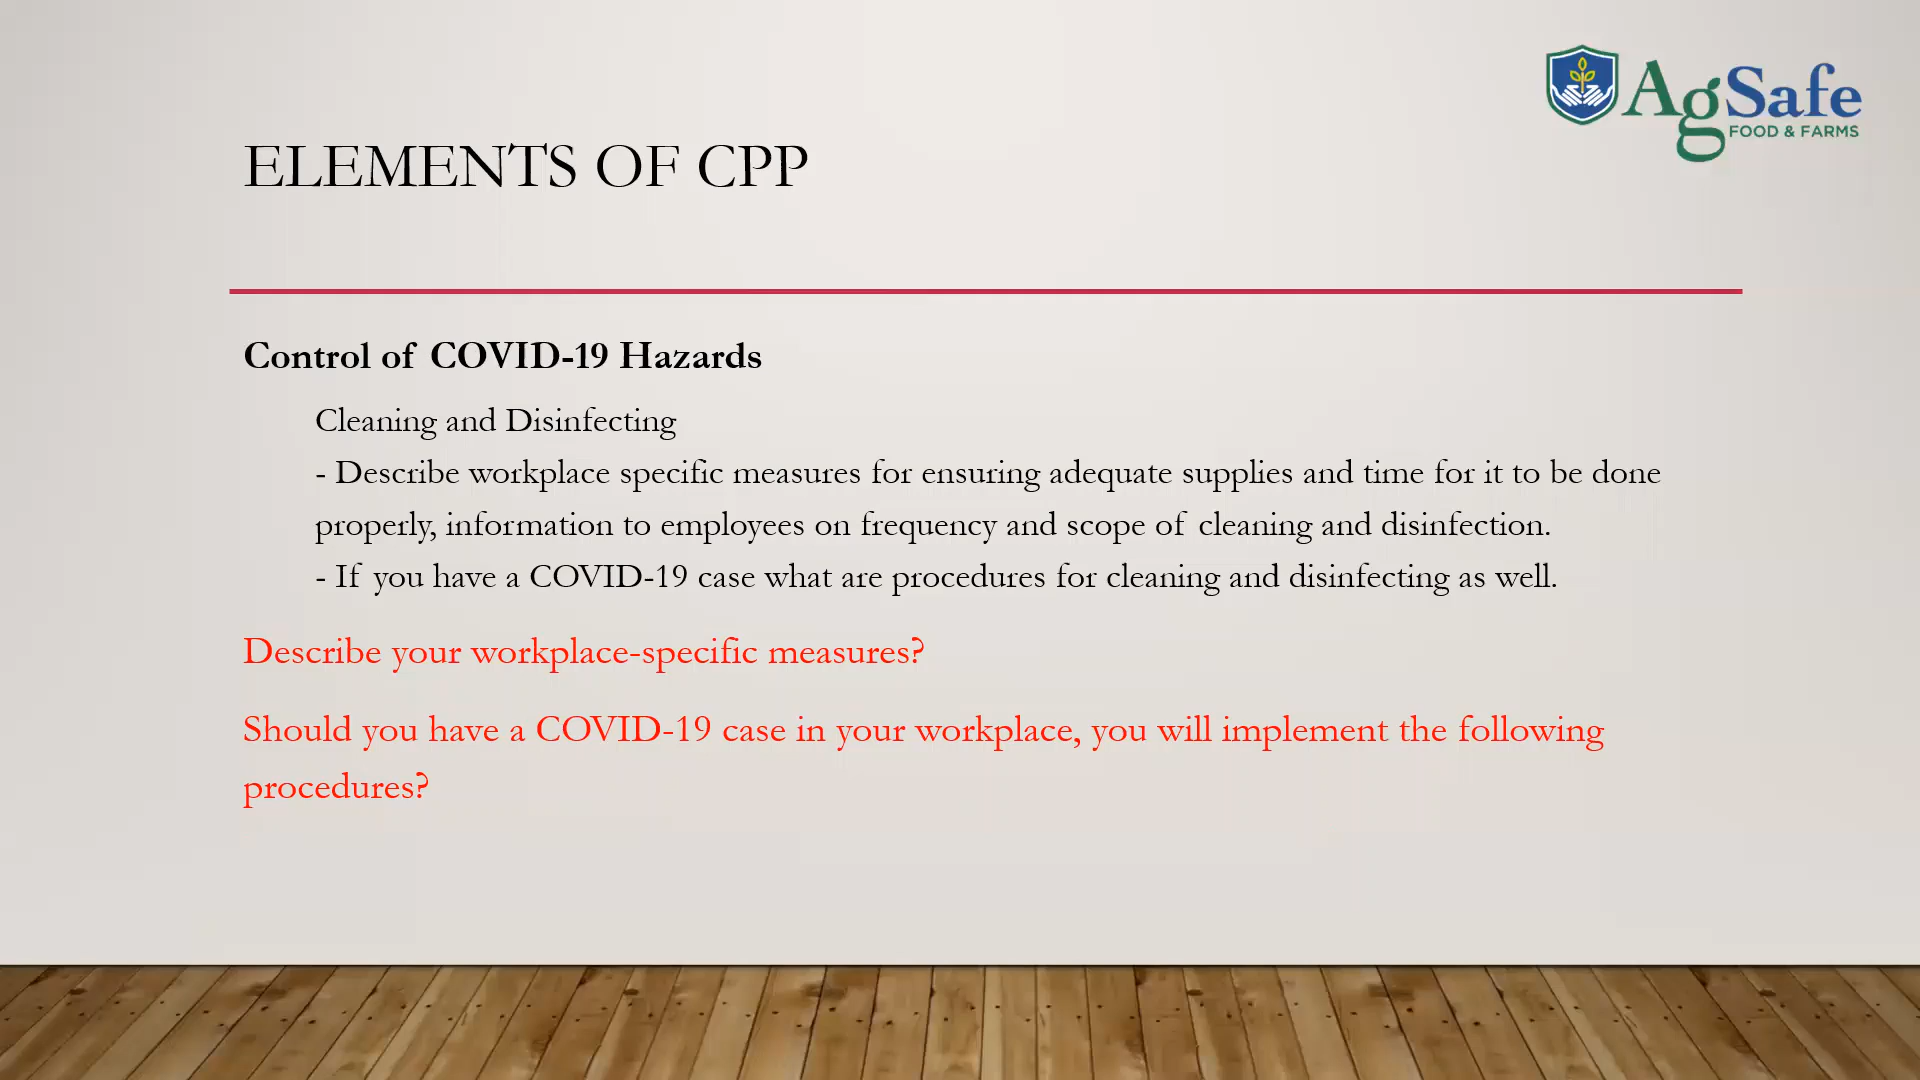 AgSafe
FOOD & FARMS
ELEMENTS OF CPP
Control of COVID-19 Hazards
Cleaning and Disinfecting
- Describe workplace specific measures for ensuring adequate supplies and time for it to be done
properly, information to employees on frequency and scope of cleaning and disinfection.
- If you have a COVID-19 case what are procedures for cleaning and disinfecting as well.
Describe your workplace-specific measures?
Should you have a COVID-19 case in your workplace, you will implement the following
procedures?